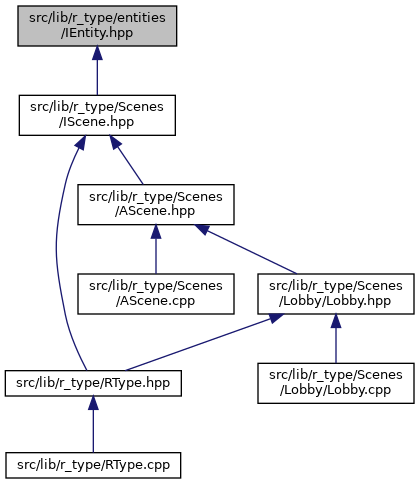 src/lib/r_type/entities
/IEntity.hpp
src/lib/r_type/Scenes
/IScene.hpp
src/lib/r_type/Scenes
/AScene.hpp
src/lib/r_type/Scenes
/AScene.cpp
src/lib/r_type/Scenes
/Lobby/Lobby.hpp
src/lib/r_type/RType.hpp
src/lib/r_type/Scenes
/Lobby/Lobby.cpp
src/lib/r_type/RType.cpp